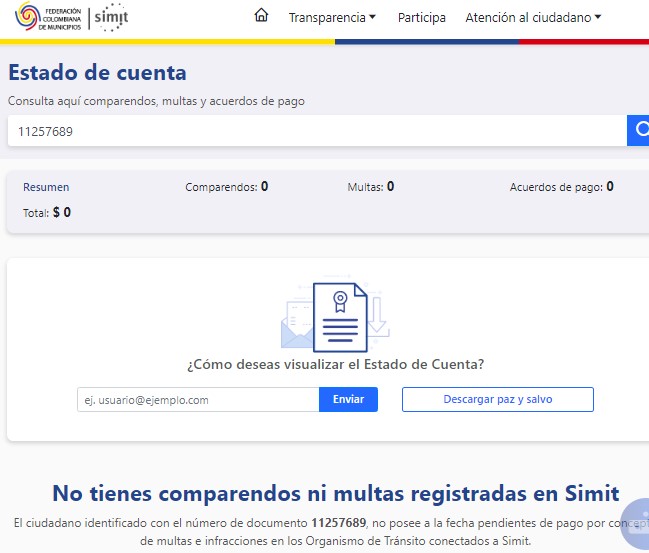 FEDERACIÓN
COLOMBIANA
DE MUNICIPIOS
simit
Transparencia Participa Atención al ciudadano
Estado de cuenta
Consulta aquí comparendos, multas y acuerdos de pago
11257689
Resumen Comparendos: 0 Multas: 0 Acuerdos de pago: 0
Total: $ 0
¿Cómo deseas visualizar el Estado de Cuenta?
ej. usuario@ejemplo.com Enviar Descargar paz y salvo
No tienes comparendos ni multas registradas en Simit
El ciudadano identificado con el número de documento 11257689, no posee a la fecha pendientes de pago por concepto
de multas e infracciones en los Organismo de Tránsito conectados a Simit.